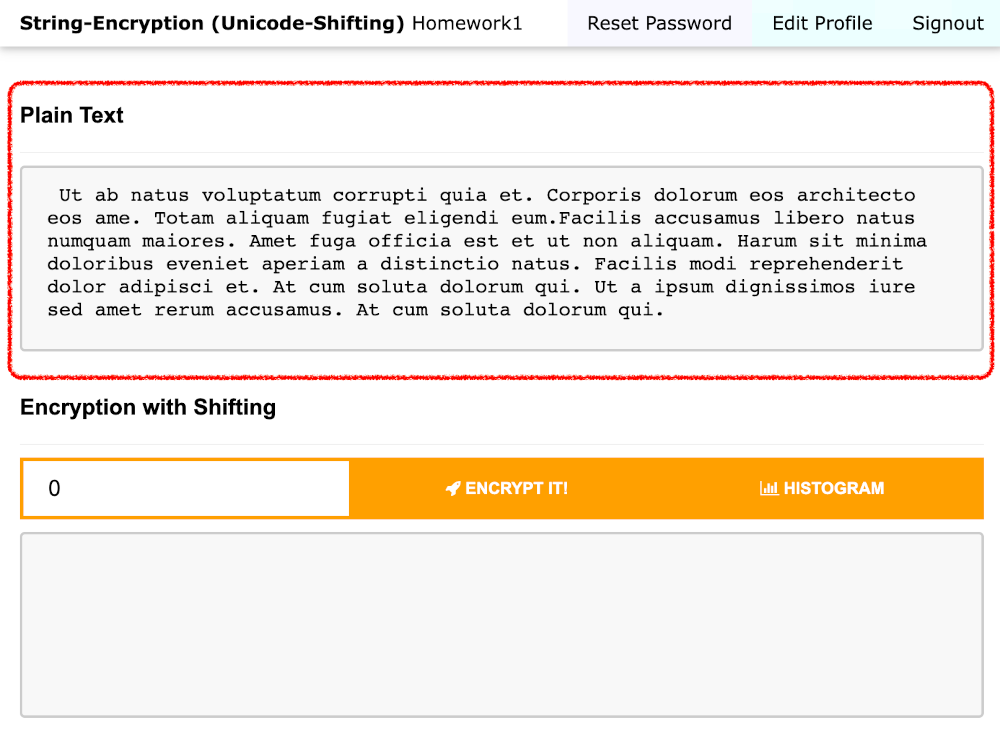 String-Encryption (Unicode-Shifting) Homework1 Reset Password Edit Profile Signout
Plain Text
Ut ab natus voluptatum corrupti quia et. Corporis dolorum eos architecto
eos ame. Totam aliquam fugiat eligendi eum.Facilis accusamus libero natus
numquam maiores. Amet fuga officia est et ut non aliquam. Harum sit minima
doloribus eveniet aperiam a distinctio natus. Facilis modi reprehenderit
dolor adipisci et. At cum soluta dolorum qui. Ut a ipsum dignissimos iure
sed amet rerum accusamus. At cum soluta dolorum qui.
Encryption with Shifting
0 ENCRYPT IT! HISTOGRAM